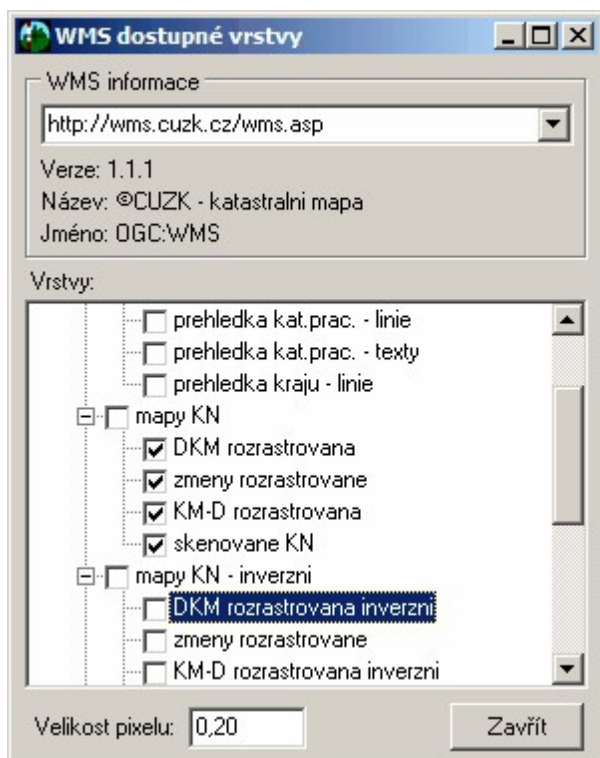 WMS dostupné vrstvy
WMS informace
http://wms.cuzk.cz/wms.asp
Verze: 1.1.1
Název: ©CUZK - katastralni mapa
Jméno: OGC:WMS
Vrstvy:
prehledka kat.prac. - linie
prehledka kat.prac. - texty
prehledka kraju - linie
mapy KN
DKM rozrastrovana
zmeny rozrastrovane
KM-D rozrastrovana
skenovane KN
mapy KN - inverzni
DKM rozrastrovana inverzni
zmeny rozrastrovane
KM-D rozrastrovana inverzni
Velikost pixelu: 0,20 Zavřít